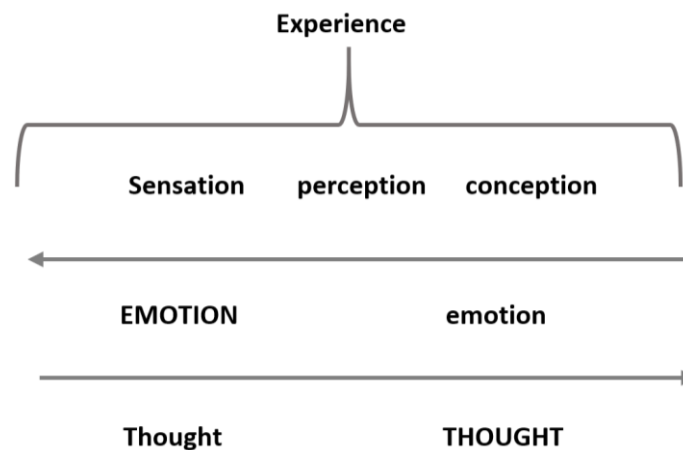 Experience
Sensation perception conception
EMOTION emotion
Thought THOUGHT